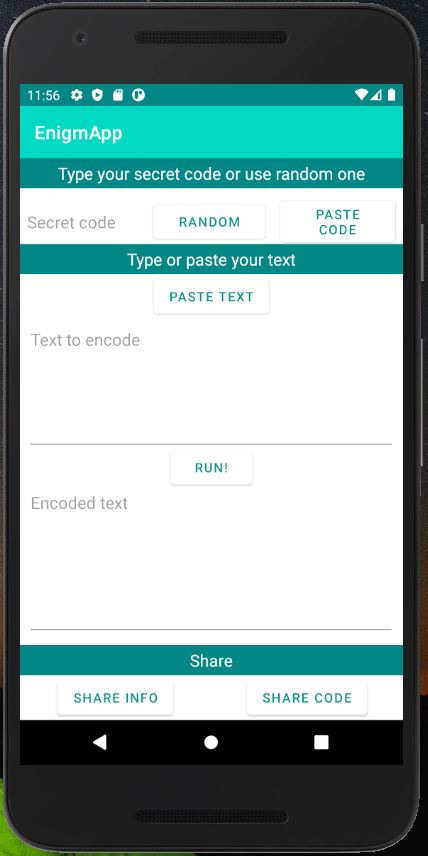 11:56
EnigmApp
Type your secret code or use random one
Secret code
RANDOM
PASTE
CODE
Type or paste your text
PASTE TEXT
Text to encode
RUN!
Encoded text
Share
SHARE INFO
SHARE CODE